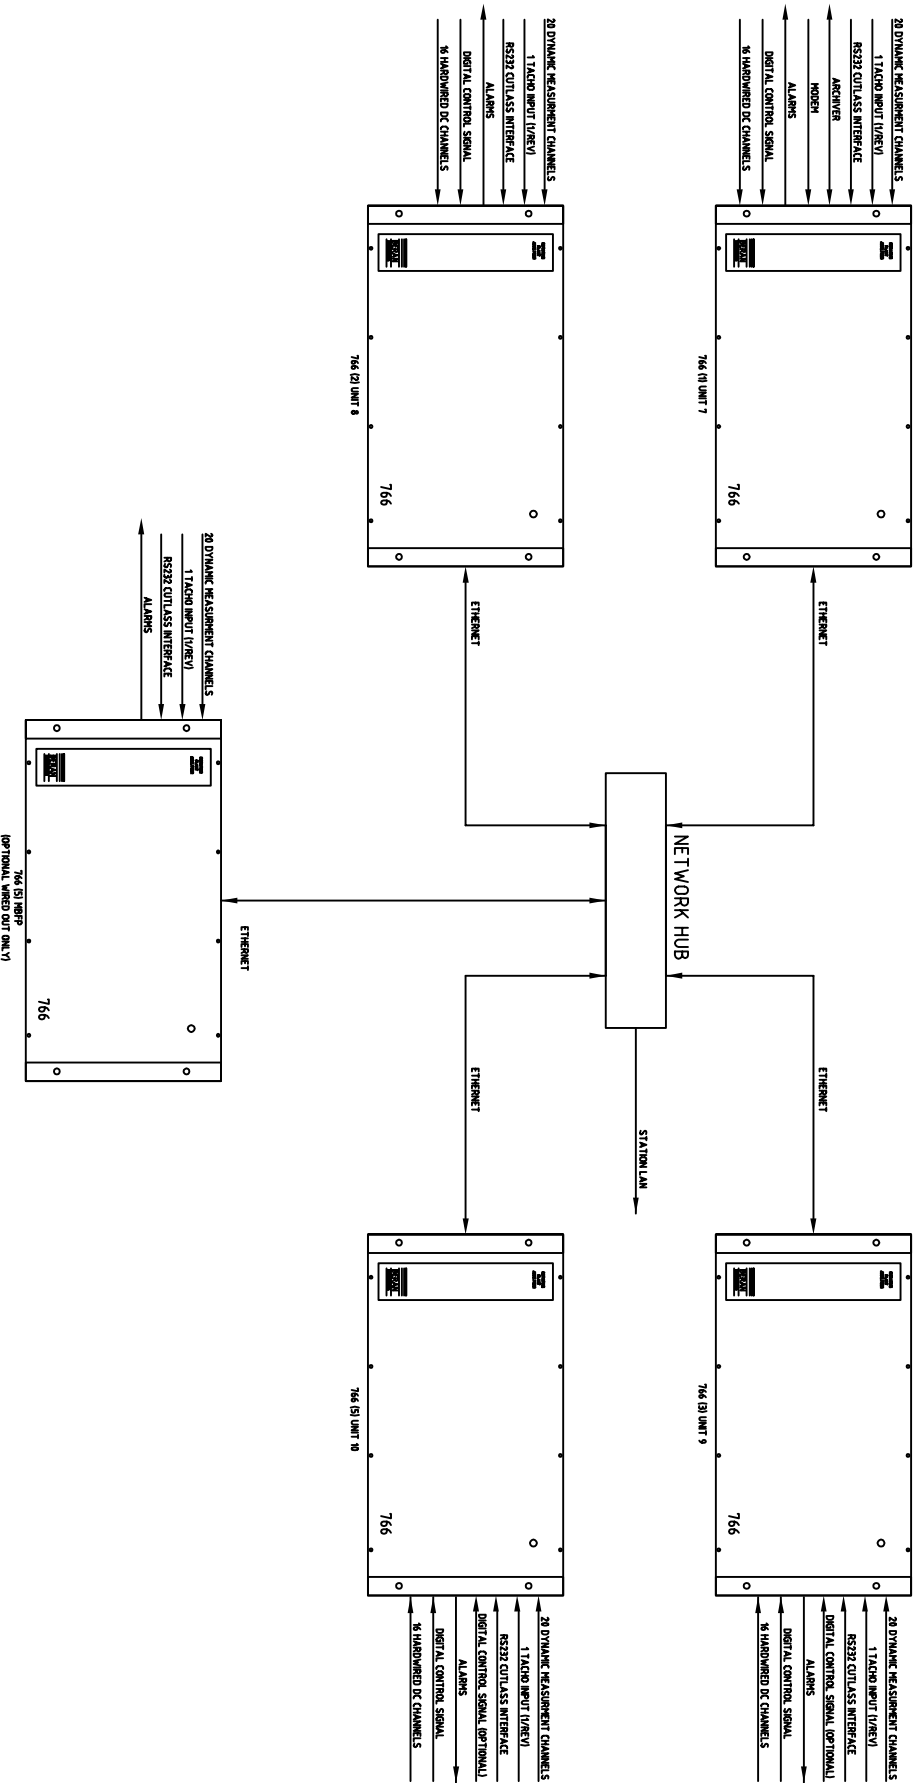 20 DYNAMIC MEASURMENT CHANNELS
1 TACHO INPUT (1/REV)
RS232 CUTLASS INTERFACE
ARCHIVER
MODEM
ALARMS
DIGITAL CONTROL SIGNAL
16 HARDWIRED DC CHANNELS
BERAN
766
766 (1) UNIT 7
ETHERNET
BERAN
766
766 (3) UNIT 9
ETHERNET
20 DYNAMIC MEASURMENT CHANNELS
1 TACHO INPUT (1/REV)
RS232 CUTLASS INTERFACE
DIGITAL CONTROL SIGNAL (OPTIONAL)
ALARMS
DIGITAL CONTROL SIGNAL
16 HARDWIRED DC CHANNELS
NETWORK HUB
STATION LAN
20 DYNAMIC MEASURMENT CHANNELS
1 TACHO INPUT (1/REV)
RS232 CUTLASS INTERFACE
ALARMS
DIGITAL CONTROL SIGNAL
16 HARDWIRED DC CHANNELS
BERAN
766
766 (2) UNIT 8
ETHERNET
ETHERNET
BERAN
766
766 (5) UNIT 10
20 DYNAMIC MEASURMENT CHANNELS
1 TACHO INPUT (1/REV)
RS232 CUTLASS INTERFACE
DIGITAL CONTROL SIGNAL (OPTIONAL)
ALARMS
DIGITAL CONTROL SIGNAL
16 HARDWIRED DC CHANNELS
ETHERNET
20 DYNAMIC MEASURMENT CHANNELS
1 TACHO INPUT (1/REV)
RS232 CUTLASS INTERFACE
ALARMS
BERAN
766
766 (5) MBFP
(OPTIONAL WIRED OUT ONLY)